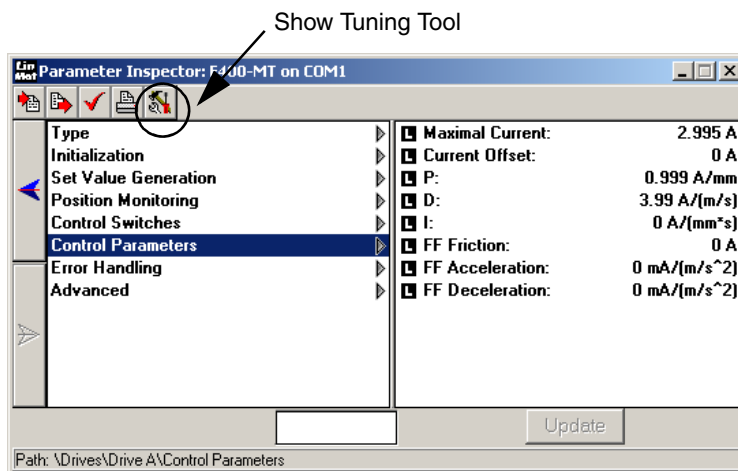 Show Tuning Tool
Lin Mot Parameter Inspector: E400-MT on COM1
Type
Initialization
Set Value Generation
Position Monitoring
Control Switches
Control Parameters
Error Handling
Advanced
L Maximal Current: 2.995 A
L Current Offset: 0 A
L P: 0.999 A/mm
L D: 3.99 A/(m/s)
L I: 0 A/(mm*s)
L FF Friction: 0 A
L FF Acceleration: 0 mA/(m/s^2)
L FF Deceleration: 0 mA/(m/s^2)
Update
Path: \Drives\Drive A\Control Parameters